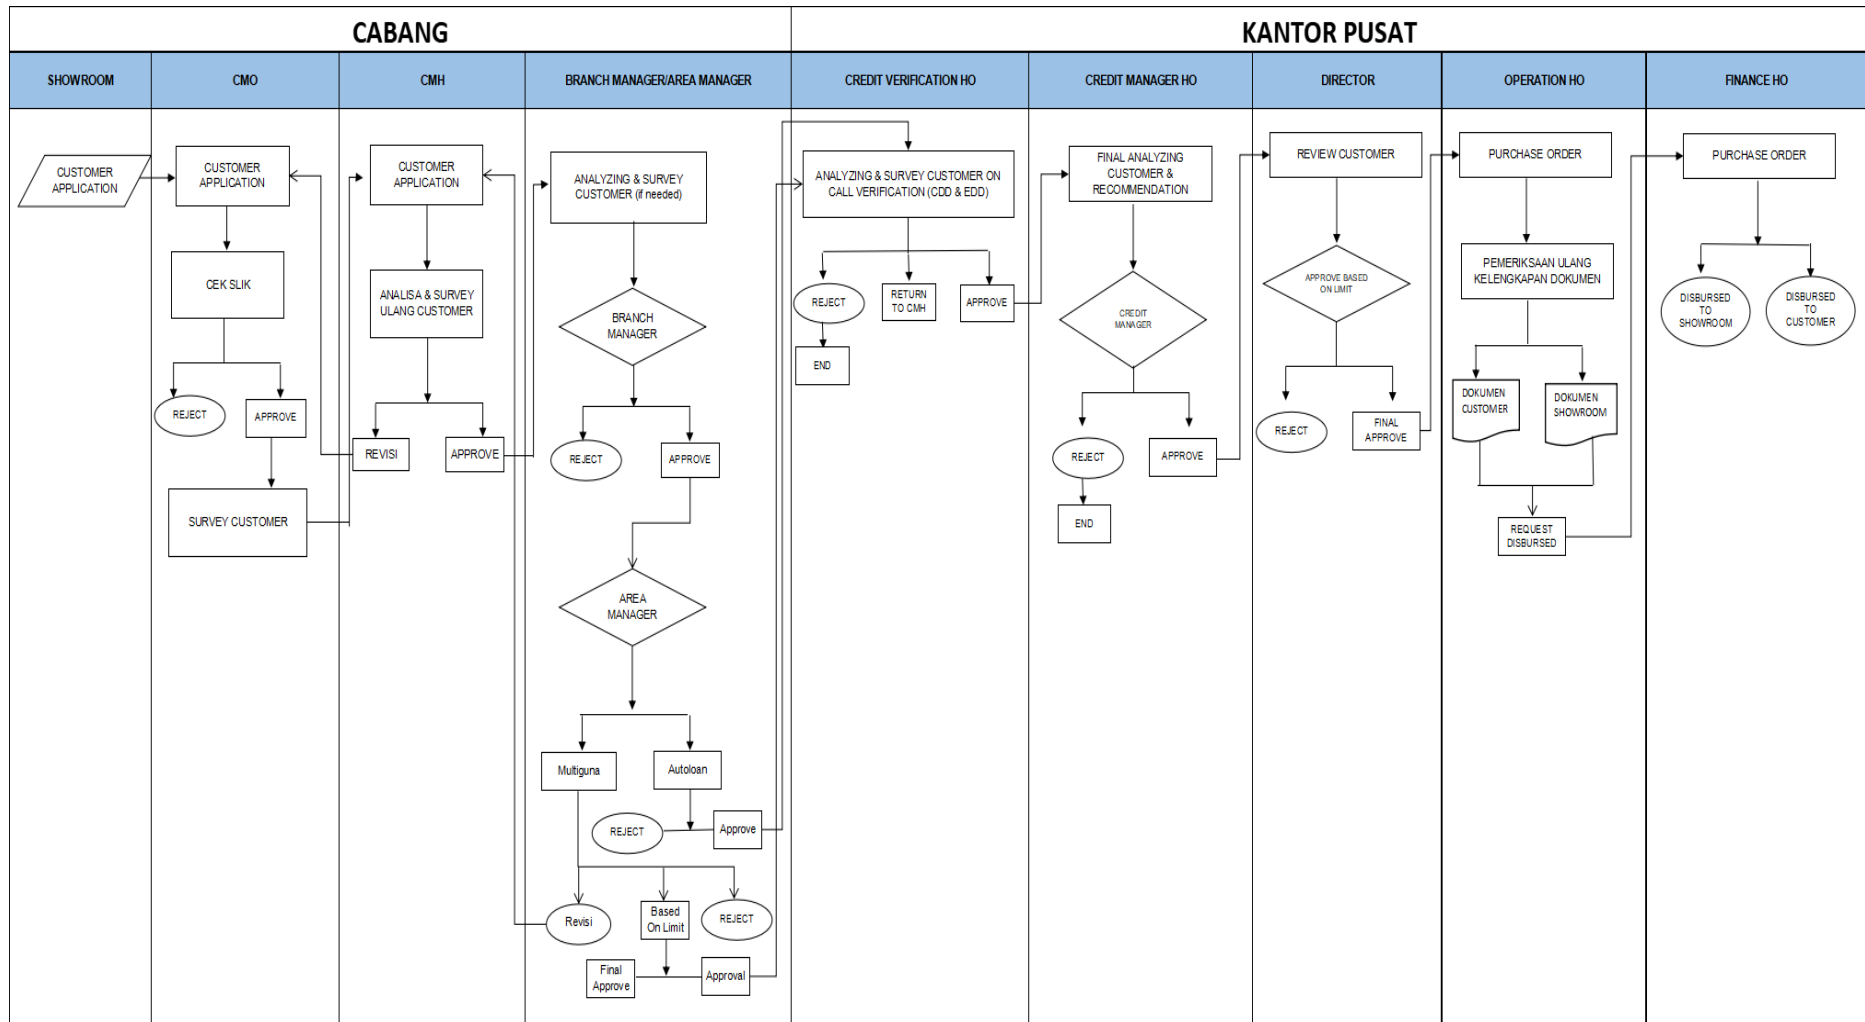 CABANG
KANTOR PUSAT
SHOWROOM
CMO
CMH
BRANCH MANAGER/AREA MANAGER
CREDIT VERIFICATION HO
CREDIT MANAGER HO
DIRECTOR
OPERATION HO
FINANCE HO
CUSTOMER
APPLICATION
CUSTOMER
APPLICATION
CEK SLIK
REJECT
APPROVE
SURVEY CUSTOMER
CUSTOMER
APPLICATION
ANALISA & SURVEY
ULANG CUSTOMER
REVISI
APPROVE
ANALYZING & SURVEY
CUSTOMER (if needed)
BRANCH
MANAGER
REJECT
APPROVE
AREA
MANAGER
Multiguna
Autoloan
REJECT
Approve
Revisi
Based
On Limit
REJECT
Final
Approve
Approval
ANALYZING & SURVEY CUSTOMER ON
CALL VERIFICATION (CDD & EDD)
REJECT
RETURN
TO CMH
APPROVE
END
FINAL ANALYZING
CUSTOMER &
RECOMMENDATION
CREDIT
MANAGER
REJECT
APPROVE
END
REVIEW CUSTOMER
APPROVE BASED
ON LIMIT
REJECT
FINAL
APPROVE
PURCHASE ORDER
PEMERIKSAAN ULANG
KELENGKAPAN DOKUMEN
DOKUMEN
CUSTOMER
DOKUMEN
SHOWROOM
REQUEST
DISBURSED
PURCHASE ORDER
DISBURSED
TO
SHOWROOM
DISBURSED
TO
CUSTOMER